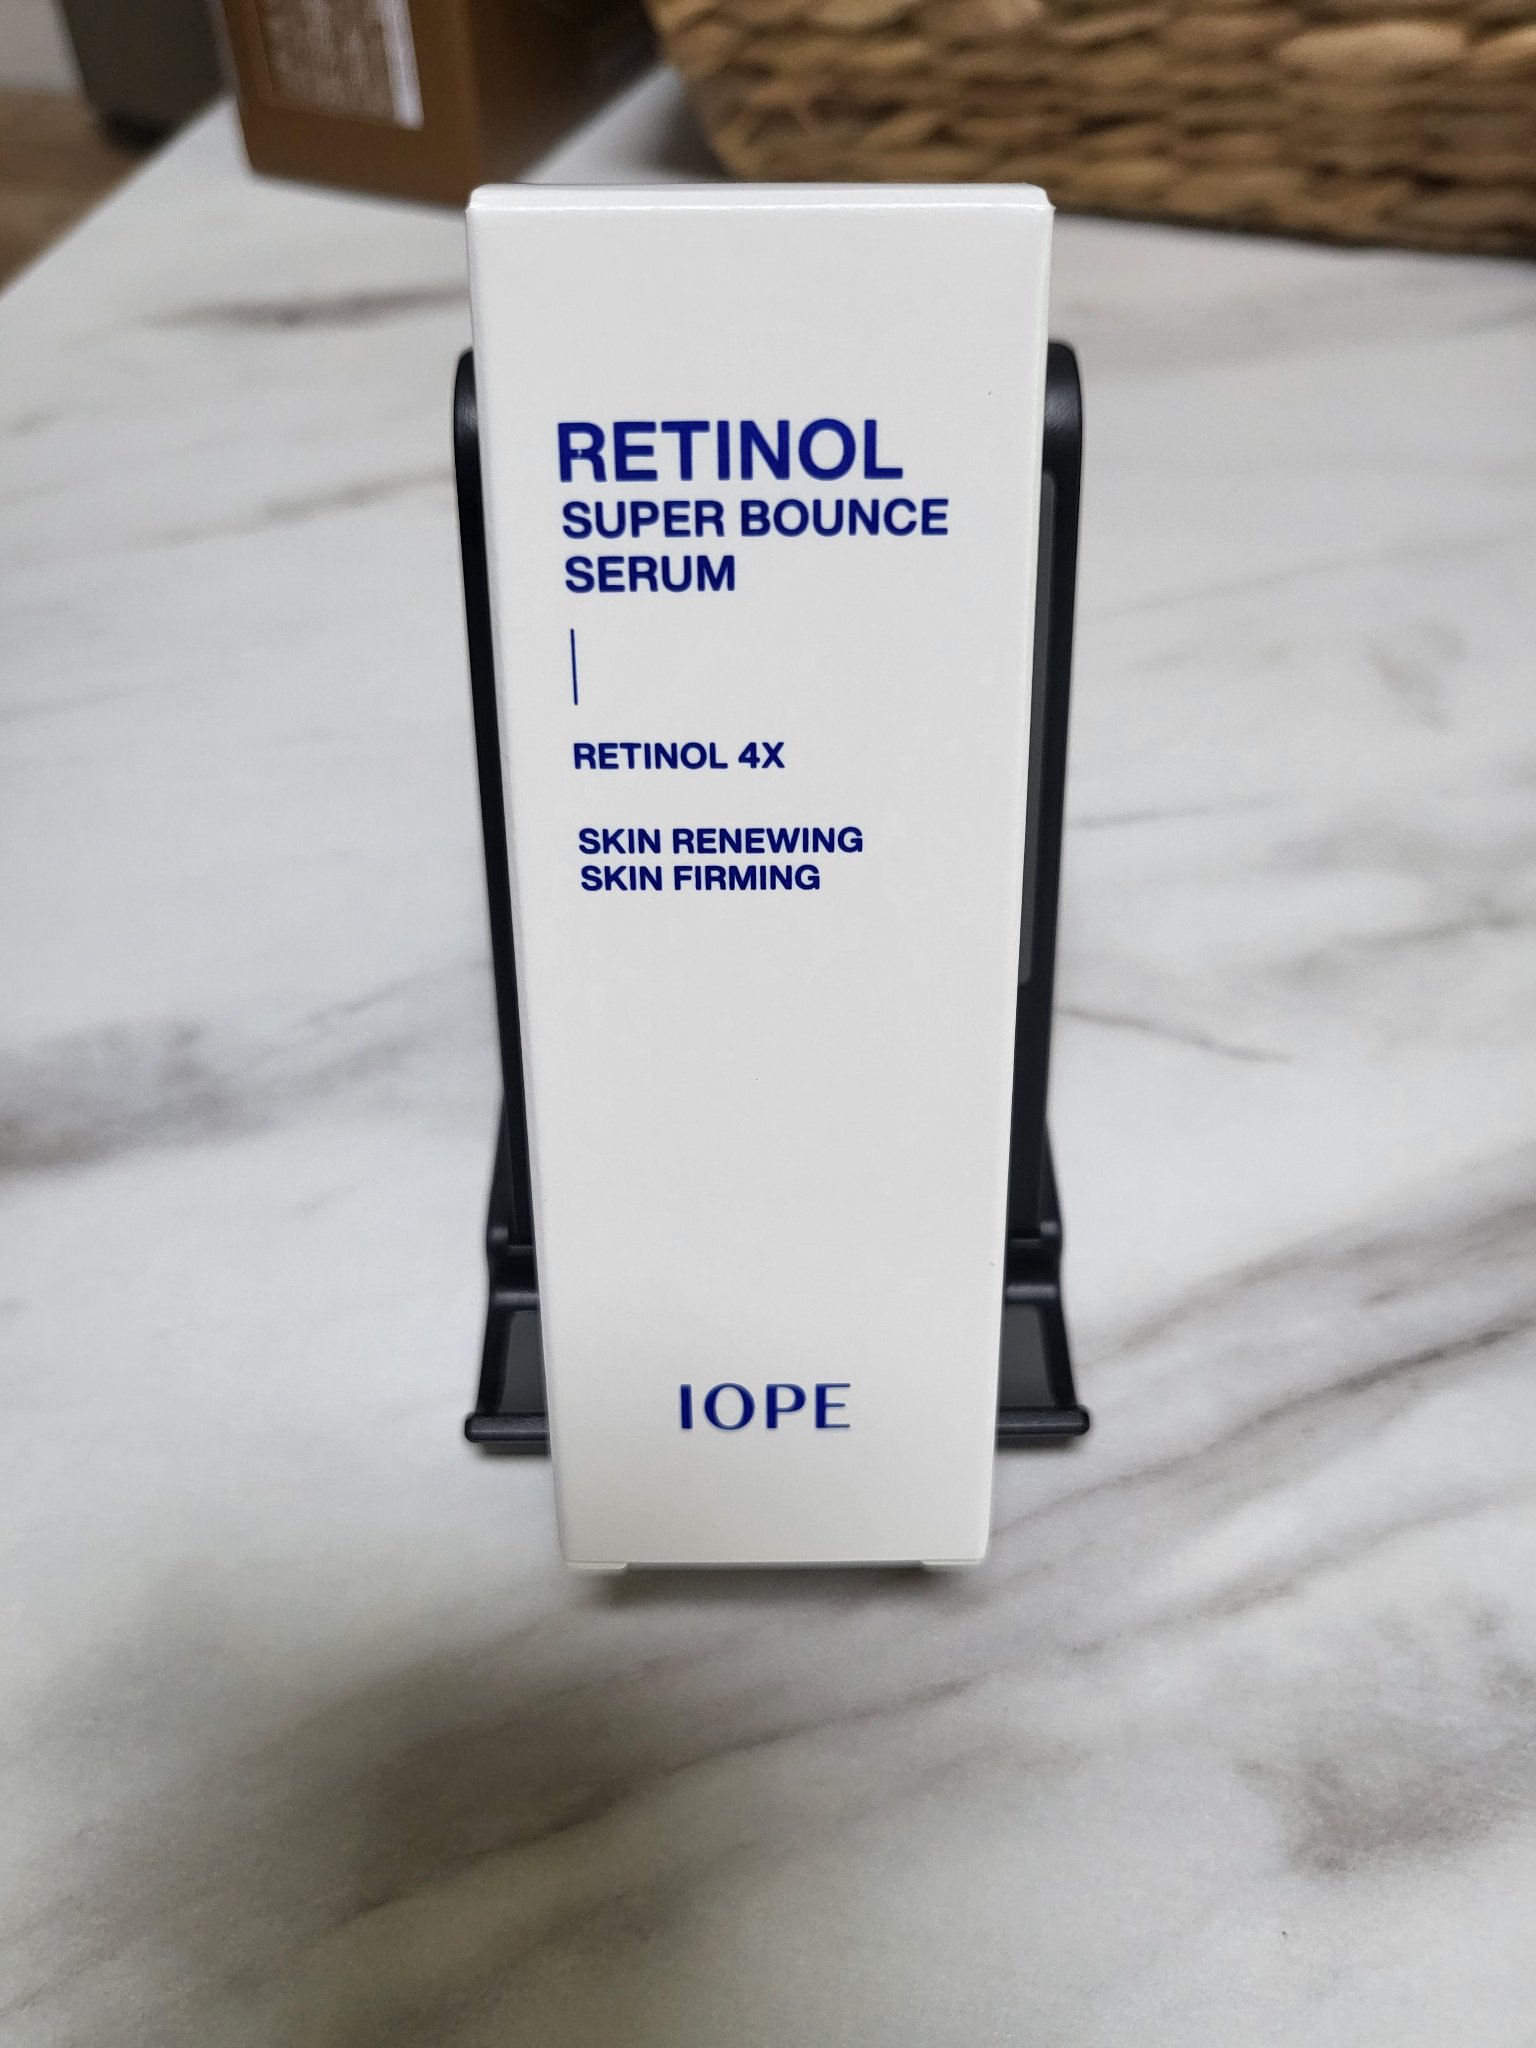 RETINOL
SUPER BOUNCE
SERUM
RETINOL 4X
SKIN RENEWING
SKIN FIRMING
IOPE